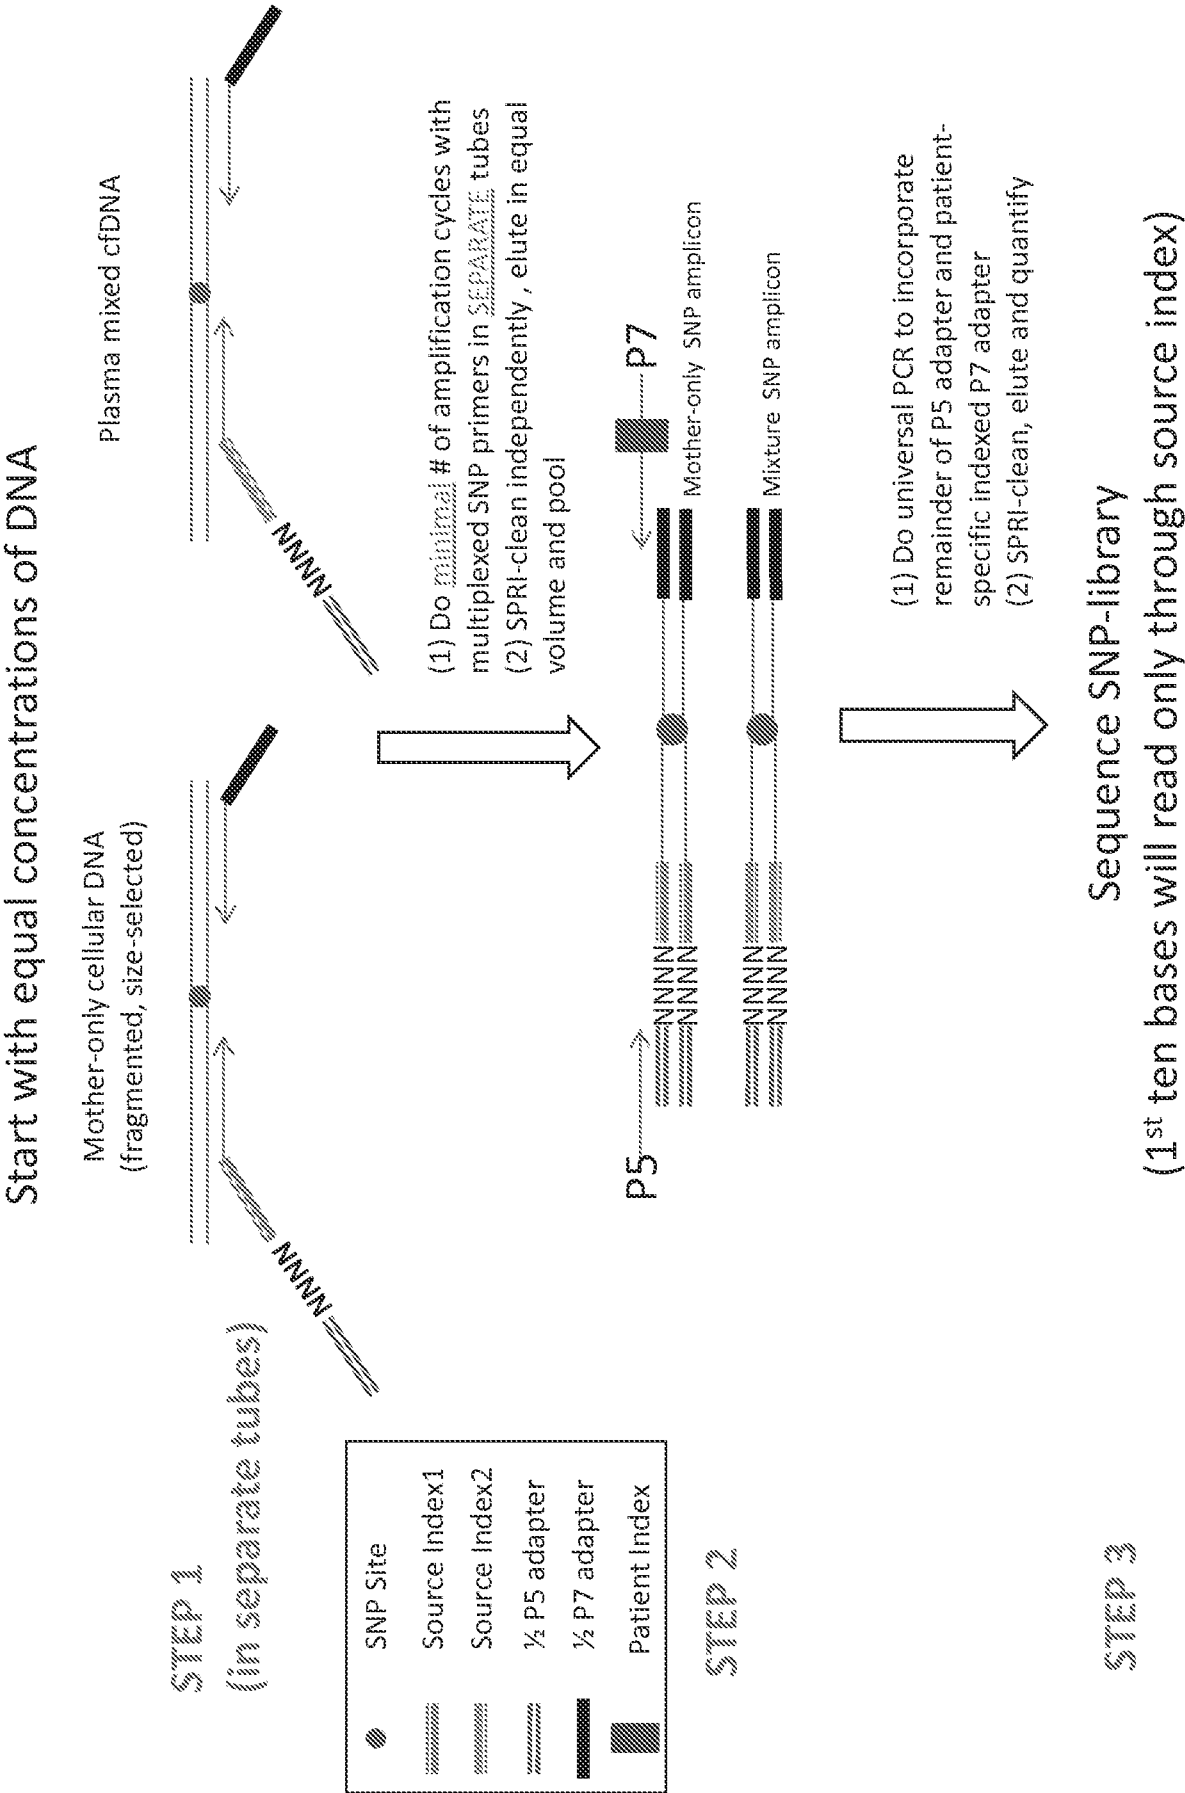 Start with equal concentrations of DNA
STEP 1
(in separate tubes)
Mother-only cellular DNA
(fragmented, size-selected)
Plasma mixed cfDNA
NNNN
NNNN
SNP Site
Source Index1
Source Index2
½ P5 adapter
½ P7 adapter
Patient Index
(1) Do minimal # of amplification cycles with
multiplexed SNP primers in SEPARATE tubes
(2) SPRI-clean independently , elute in equal
volume and pool
STEP 2
P5
P7
NNNN
NNNN
Mother-only SNP amplicon
NNNN
NNNN
Mixture SNP amplicon
(1) Do universal PCR to incorporate
remainder of P5 adapter and patient-
specific indexed P7 adapter
(2) SPRI-clean, elute and quantify
STEP 3
Sequence SNP-library
(1st ten bases will read only through source index)